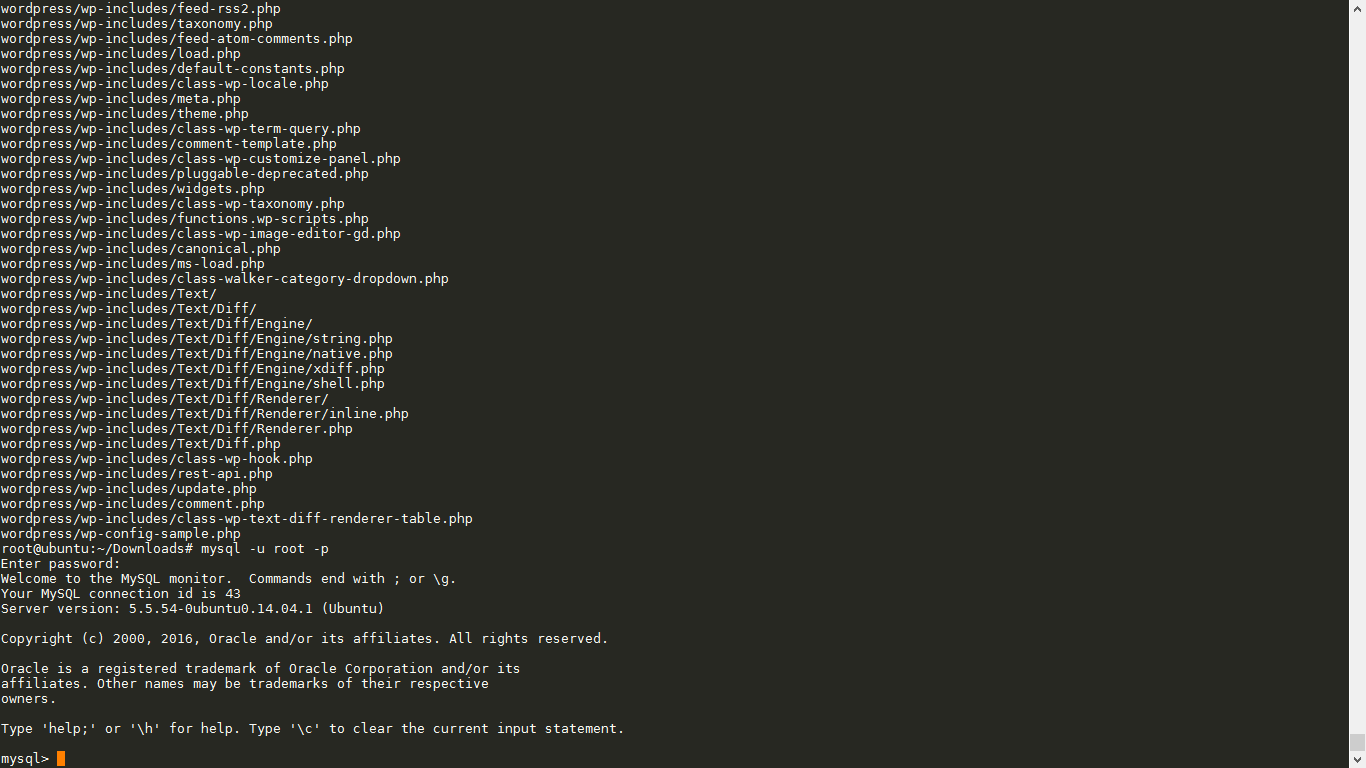 wordpress/wp-includes/feed-rss2.php
wordpress/wp-includes/taxonomy.php
wordpress/wp-includes/feed-atom-comments.php
wordpress/wp-includes/load.php
wordpress/wp-includes/default-constants.php
wordpress/wp-includes/class-wp-locale.php
wordpress/wp-includes/meta.php
wordpress/wp-includes/theme.php
wordpress/wp-includes/class-wp-term-query.php
wordpress/wp-includes/comment-template.php
wordpress/wp-includes/class-wp-customize-panel.php
wordpress/wp-includes/pluggable-deprecated.php
wordpress/wp-includes/widgets.php
wordpress/wp-includes/class-wp-taxonomy.php
wordpress/wp-includes/functions.wp-scripts.php
wordpress/wp-includes/class-wp-image-editor-gd.php
wordpress/wp-includes/canonical.php
wordpress/wp-includes/ms-load.php
wordpress/wp-includes/class-walker-category-dropdown.php
wordpress/wp-includes/Text/
wordpress/wp-includes/Text/Diff/
wordpress/wp-includes/Text/Diff/Engine/
wordpress/wp-includes/Text/Diff/Engine/string.php
wordpress/wp-includes/Text/Diff/Engine/native.php
wordpress/wp-includes/Text/Diff/Engine/xdiff.php
wordpress/wp-includes/Text/Diff/Engine/shell.php
wordpress/wp-includes/Text/Diff/Renderer/
wordpress/wp-includes/Text/Diff/Renderer/inline.php
wordpress/wp-includes/Text/Diff/Renderer.php
wordpress/wp-includes/Text/Diff.php
wordpress/wp-includes/class-wp-hook.php
wordpress/wp-includes/rest-api.php
wordpress/wp-includes/update.php
wordpress/wp-includes/comment.php
wordpress/wp-includes/class-wp-text-diff-renderer-table.php
wordpress/wp-config-sample.php
root@ubuntu:~/Downloads# mysql -u root -p
Enter password:
Welcome to the MySQL monitor.  Commands end with ; or \g.
Your MySQL connection id is 43
Server version: 5.5.54-0ubuntu0.14.04.1 (Ubuntu)

Copyright (c) 2000, 2016, Oracle and/or its affiliates. All rights reserved.

Oracle is a registered trademark of Oracle Corporation and/or its
affiliates. Other names may be trademarks of their respective
owners.

Type 'help;' or '\h' for help. Type '\c' to clear the current input statement.

mysql>